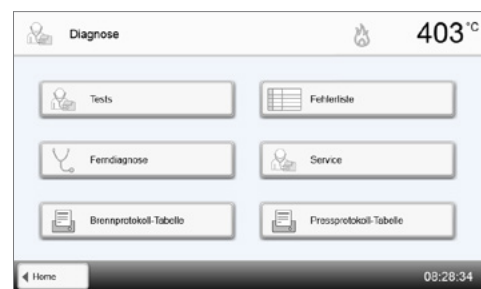 Diagnose
403°C
Tests
Fehlerliste
Ferndiagnose
Service
Brennprotokoll-Tabelle
Pressprotokoll-Tabelle
Home
08:28:34